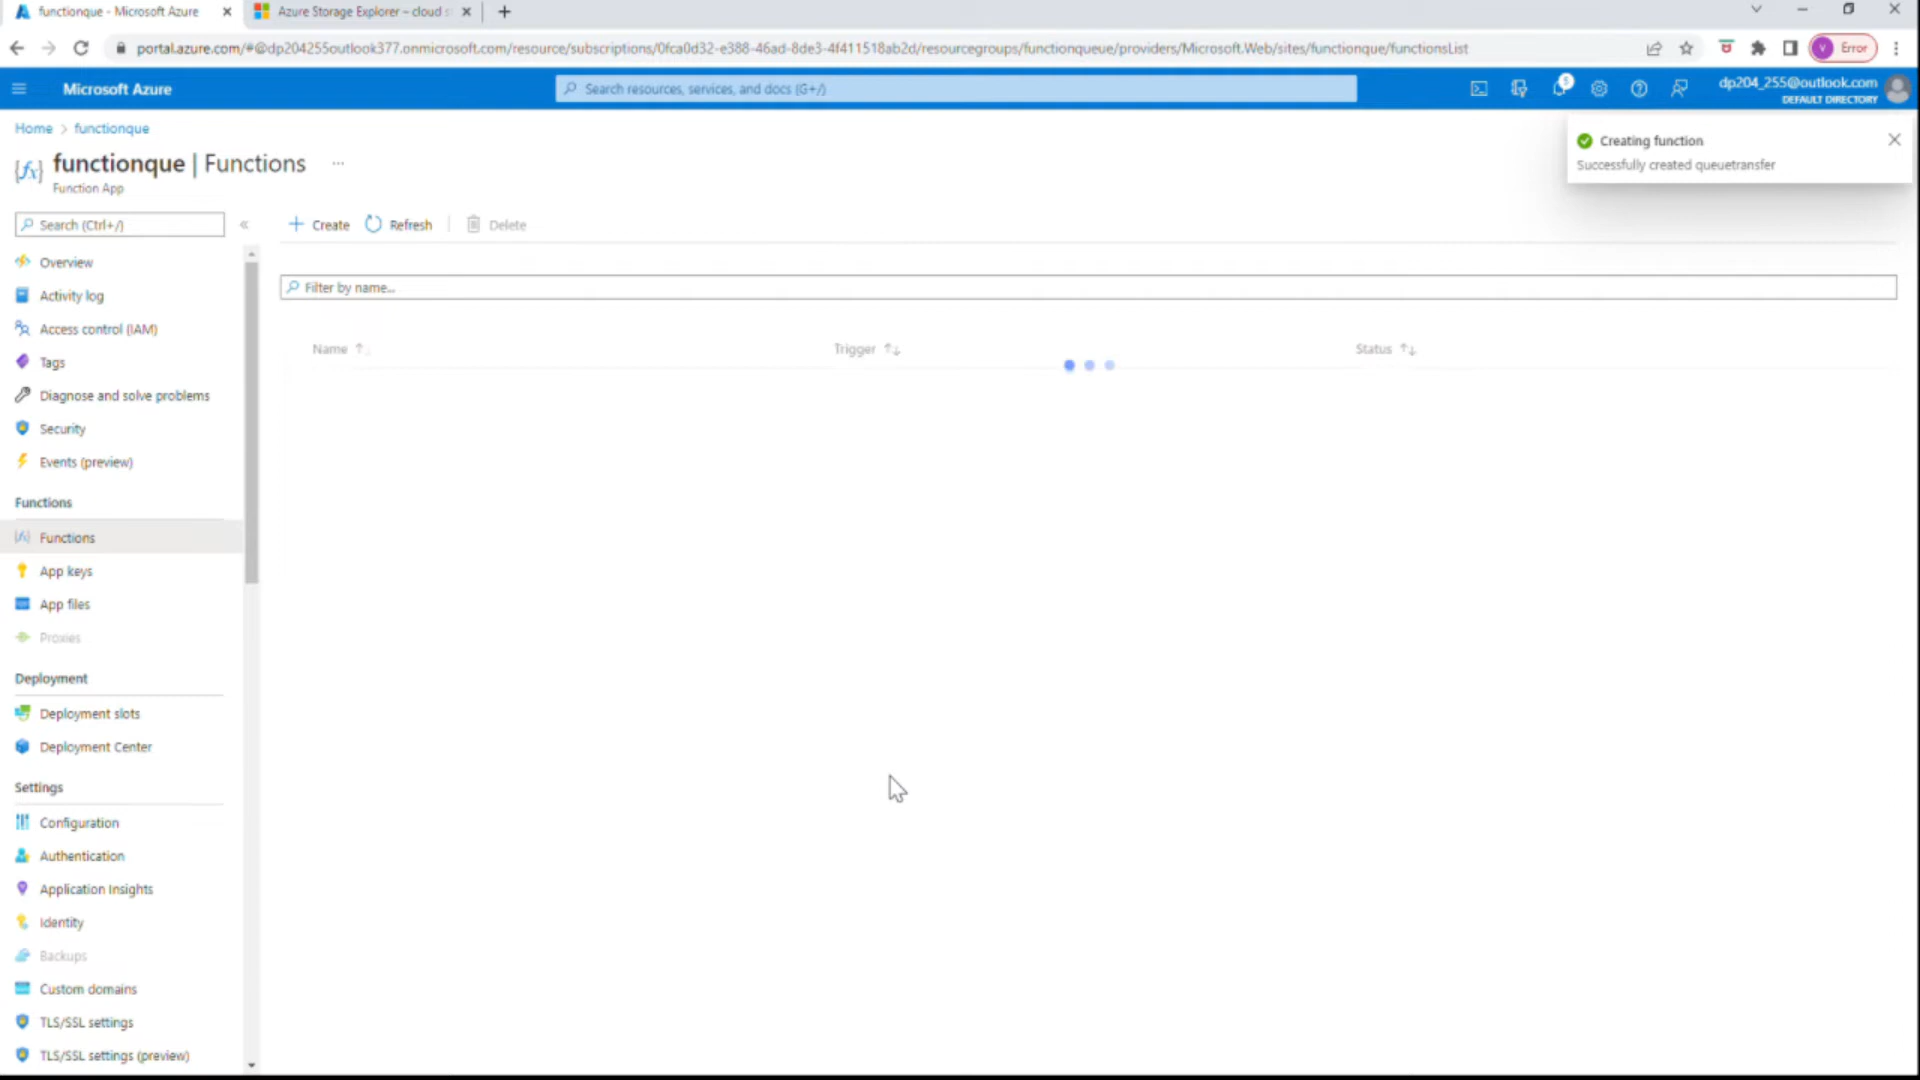 functionque - Microsoft Azure
Azure Storage Explorer – cloud s
portal.azure.com/#@dp204255outlook377.onmicrosoft.com/resource/subscriptions/0fca0d32-e388-46ad-8de3-4f411518ab2d/resourcegroups/functionqueue/providers/Microsoft.Web/sites/functionque/functionsList
V Error
Microsoft Azure
Search resources, services, and docs (G+/)
5
dp204_255@outlook.com
DEFAULT DIRECTORY
Home > functionque
functionque | Functions ...
Function App
Creating function
Successfully created queuetransfer
Search (Ctrl+/)
«
Create
Refresh
Delete
Filter by name...
Name
Trigger
Status
Overview
Activity log
Access control (IAM)
Tags
Diagnose and solve problems
Security
Events (preview)
Functions
Functions
App keys
App files
Proxies
Deployment
Deployment slots
Deployment Center
Settings
Configuration
Authentication
Application Insights
Identity
Backups
Custom domains
TLS/SSL settings
TLS/SSL settings (preview)